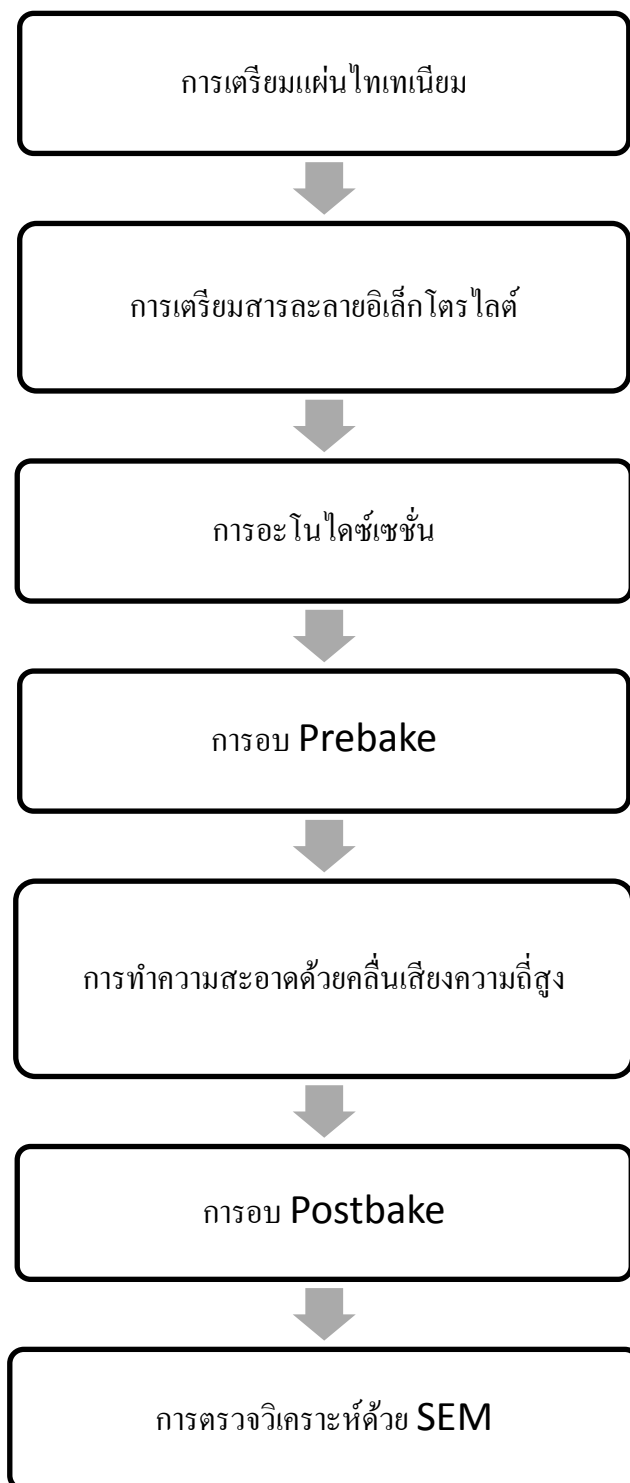 การเตรียมแผ่นไทเทเนียม
การเตรียมสารละลายอิเล็กโตรไลต์
การอะโนไดซ์เซชั่น
การอบ Prebake
การทำความสะอาดด้วยคลื่นเสียงความถี่สูง
การอบ Postbake
การตรวจวิเคราะห์ด้วย SEM